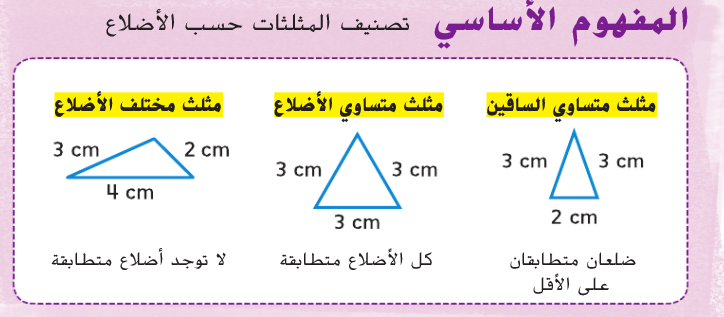 المفهوم الأساسي تصنيف المثلثات حسب الأضلاع
مثلث متساوي الساقين
3 cm 3 cm
2 cm
ضلعان متطابقان
على الأقل
مثلث متساوي الأضلاع
3 cm 3 cm
3 cm
كل الأضلاع متطابقة
مثلث مختلف الأضلاع
3 cm 2 cm
4 cm
لا توجد أضلاع متطابقة